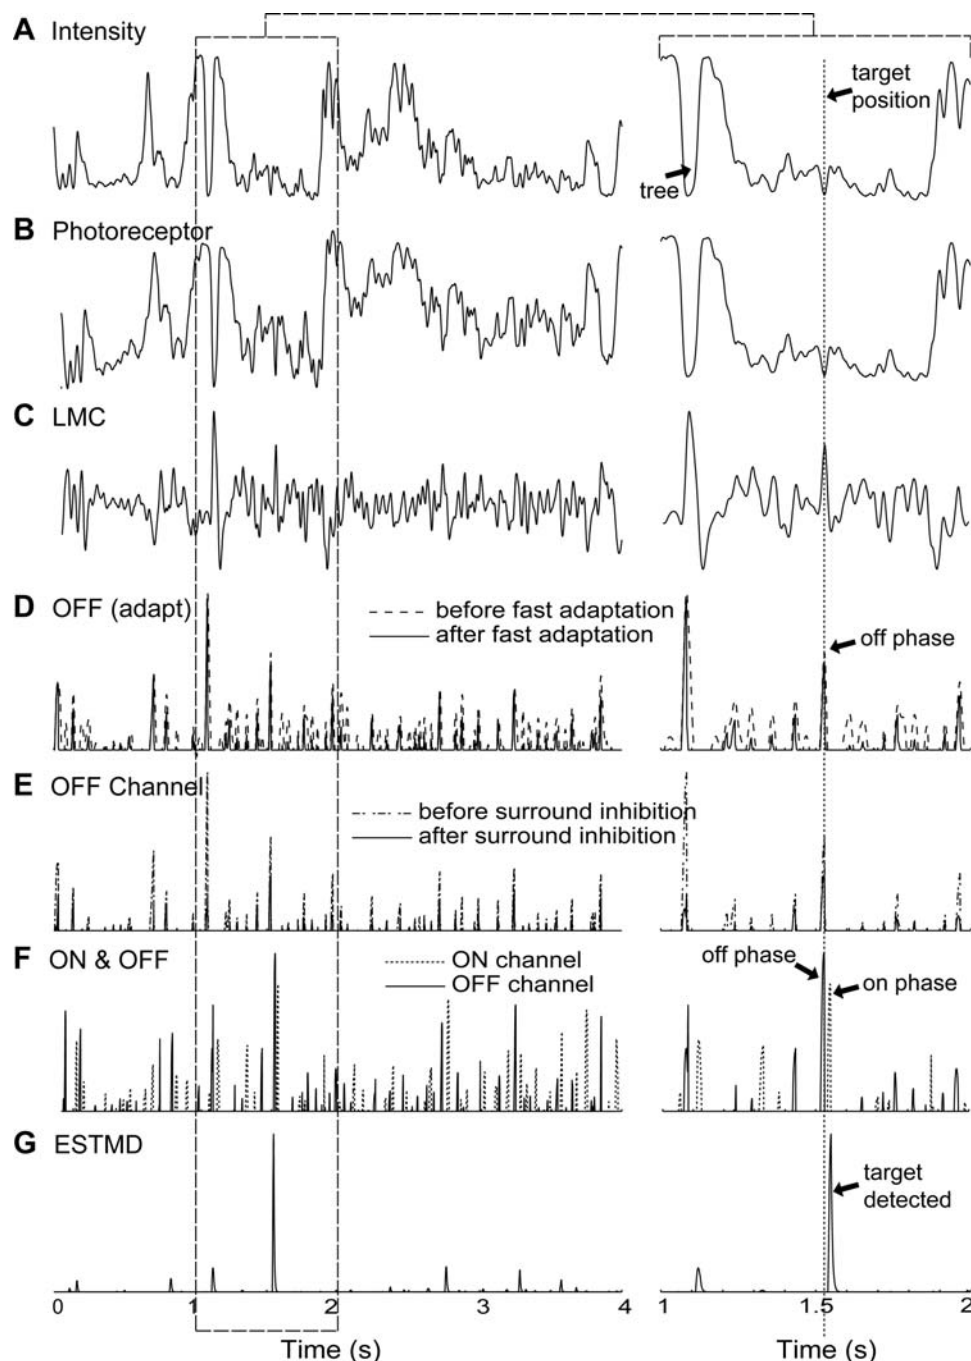 A Intensity
target
position
tree
B Photoreceptor
C LMC
D OFF (adapt)
before fast adaptation
after fast adaptation
off phase
E OFF Channel
before surround inhibition
after surround inhibition
F ON & OFF
ON channel
OFF channel
off phase
on phase
G ESTMD
target
detected
0 1 2 3 4 1 1.5 2
Time (s) Time (s)